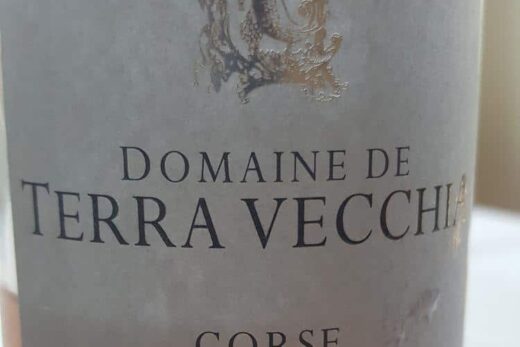 DOMAINE DE
TERRA VECCHIA
CORSE